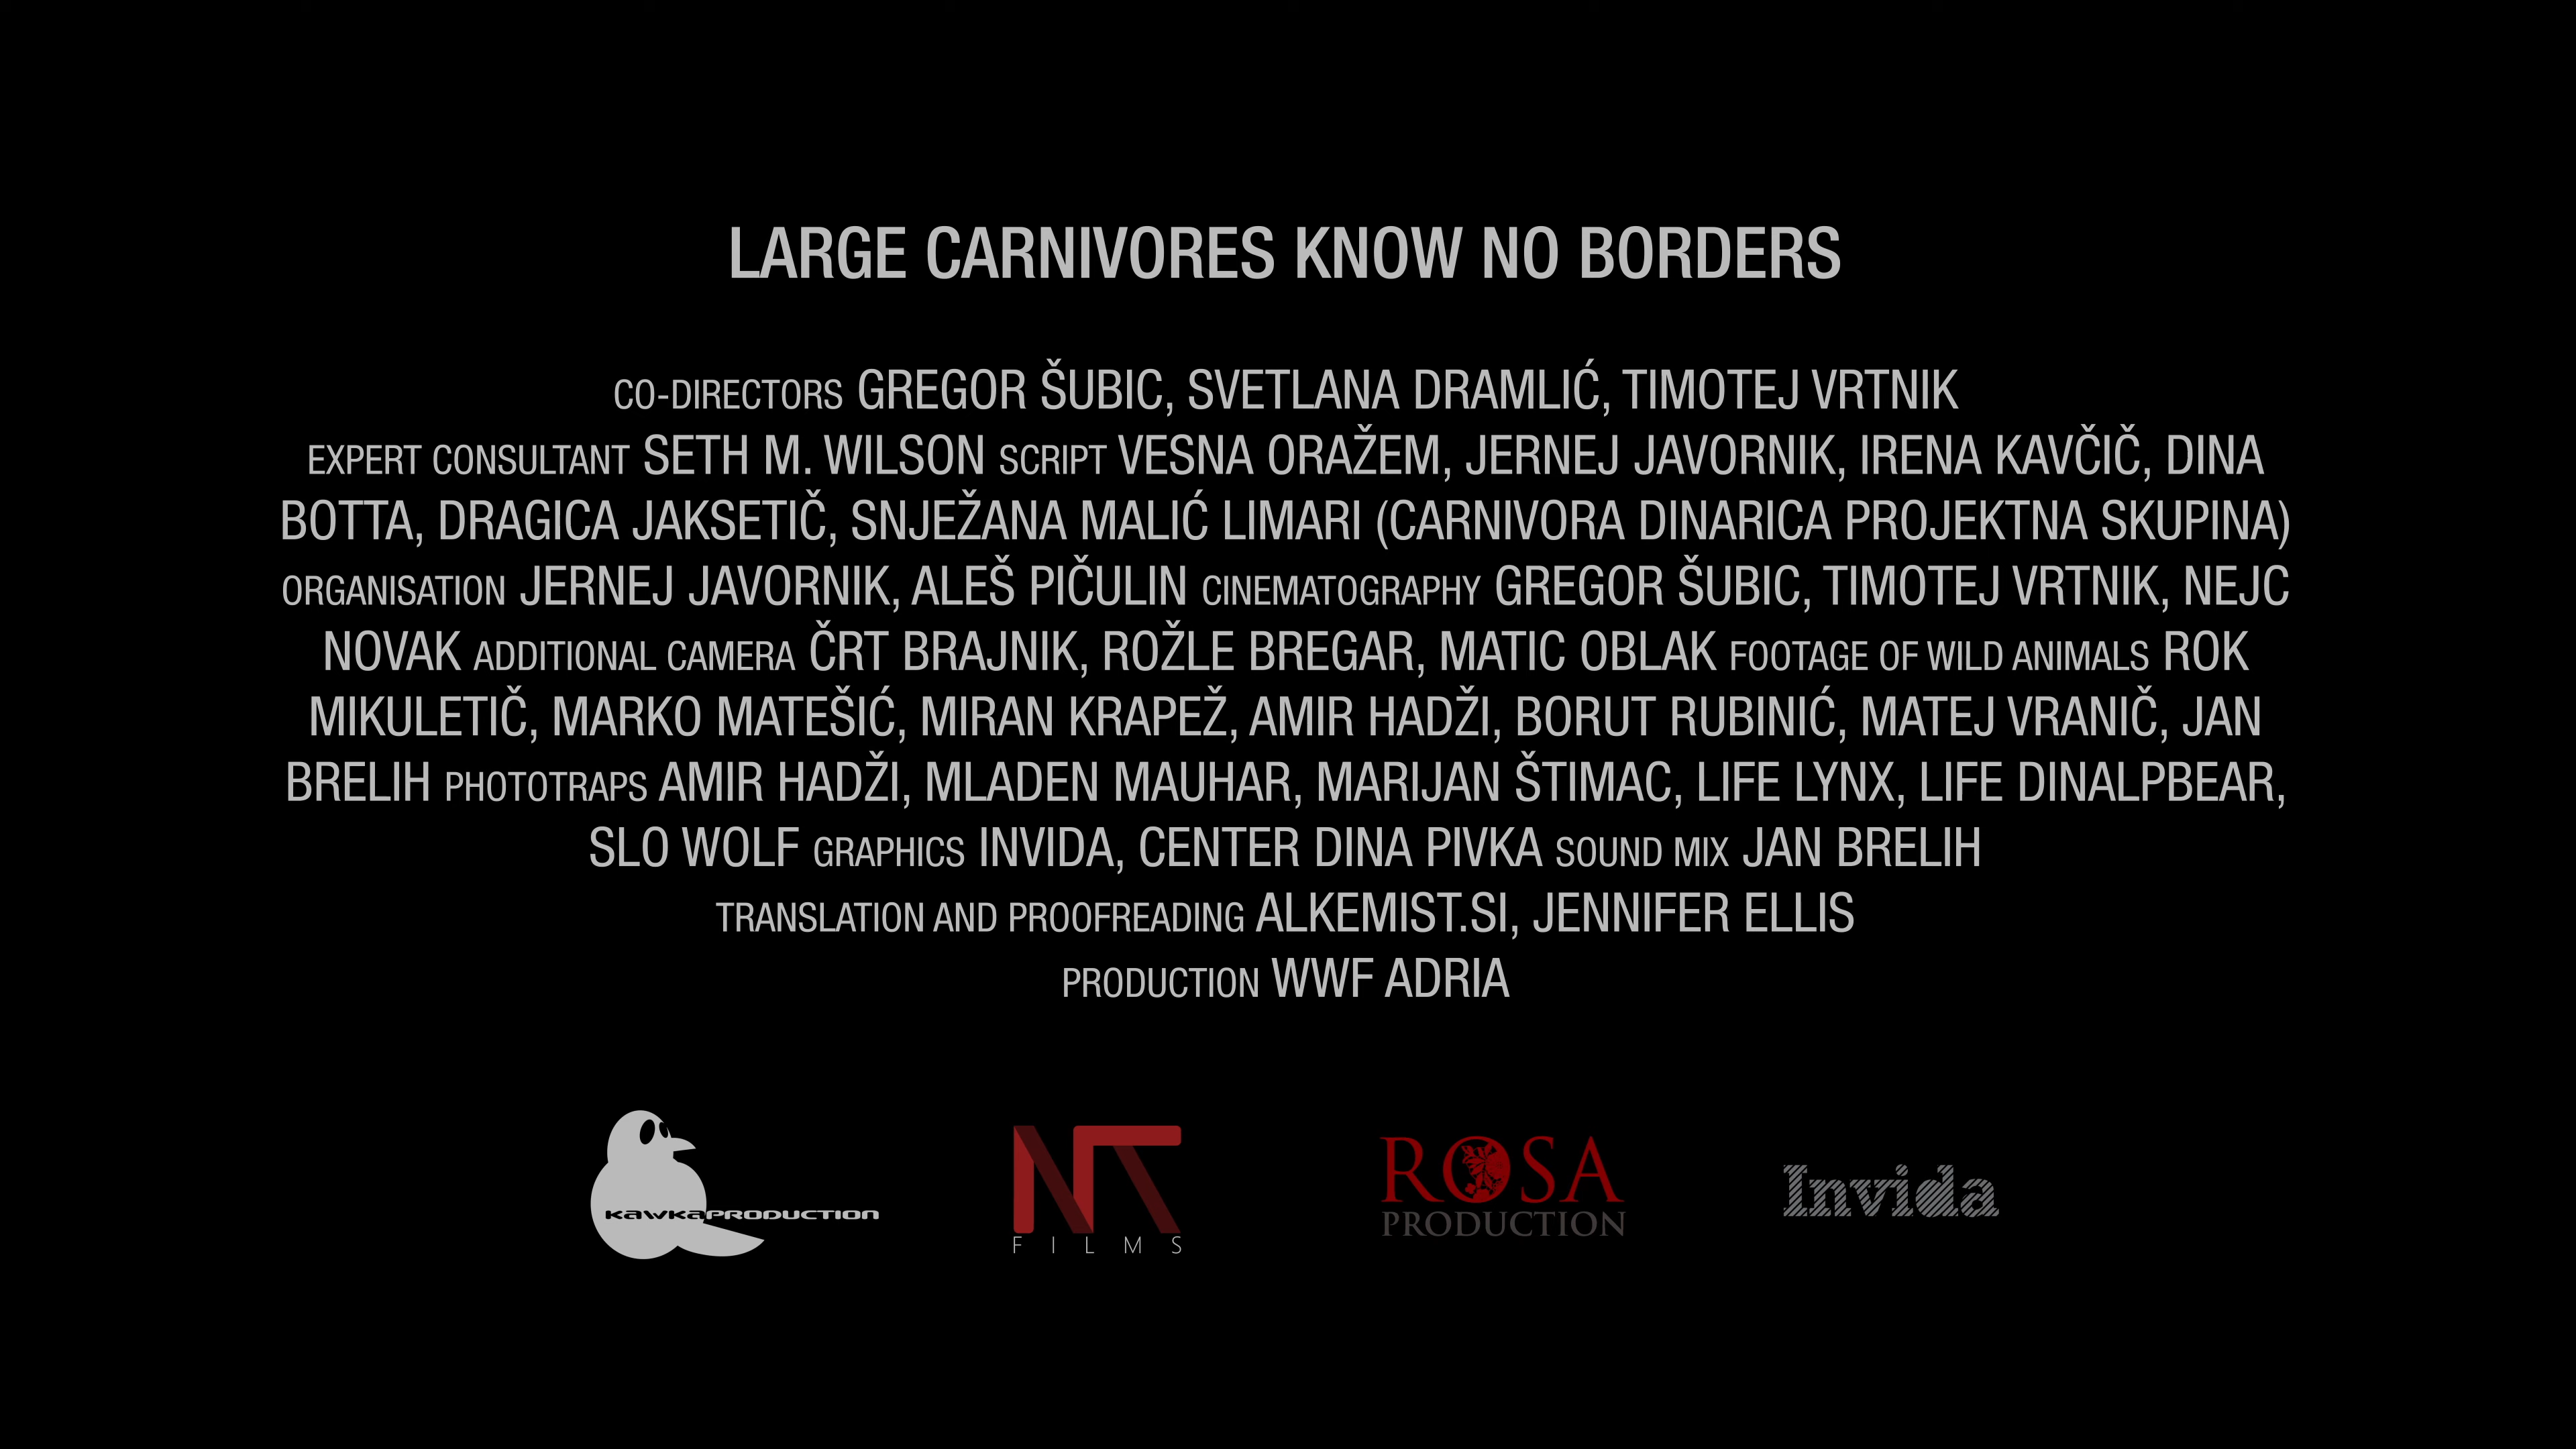 LARGE CARNIVORES KNOW NO BORDERS
CO-DIRECTORS GREGOR ŠUBIC, SVETLANA DRAMLIĆ, TIMOTEJ VRTNIK
EXPERT CONSULTANT SETH M. WILSON SCRIPT VESNA ORAŽEM, JERNEJ JAVORNIK, IRENA KAVČIČ, DINA
BOTTA, DRAGICA JAKSETIČ, SNJEŽANA MALIĆ LIMARI (CARNIVORA DINARICA PROJEKTNA SKUPINA)
ORGANISATION JERNEJ JAVORNIK, ALEŠ PIČULIN CINEMATOGRAPHY GREGOR ŠUBIC, TIMOTEJ VRTNIK, NEJC
NOVAK ADDITIONAL CAMERA ČRT BRAJNIK, ROŽLE BREGAR, MATIC OBLAK FOOTAGE OF WILD ANIMALS ROK
MIKULETIČ, MARKO MATEŠIĆ, MIRAN KRAPEŽ, AMIR HADŽI, BORUT RUBINIĆ, MATEJ VRANIČ, JAN
BRELIH PHOTOTRAPS AMIR HADŽI, MLADEN MAUHAR, MARIJAN ŠTIMAC, LIFE LYNX, LIFE DINALPBEAR,
SLO WOLF GRAPHICS INVIDA, CENTER DINA PIVKA SOUND MIX JAN BRELIH
TRANSLATION AND PROOFREADING ALKEMIST.SI, JENNIFER ELLIS
PRODUCTION WWF ADRIA
KAWKAPRODUCTION
FILMS
ROSA
PRODUCTION
Invida